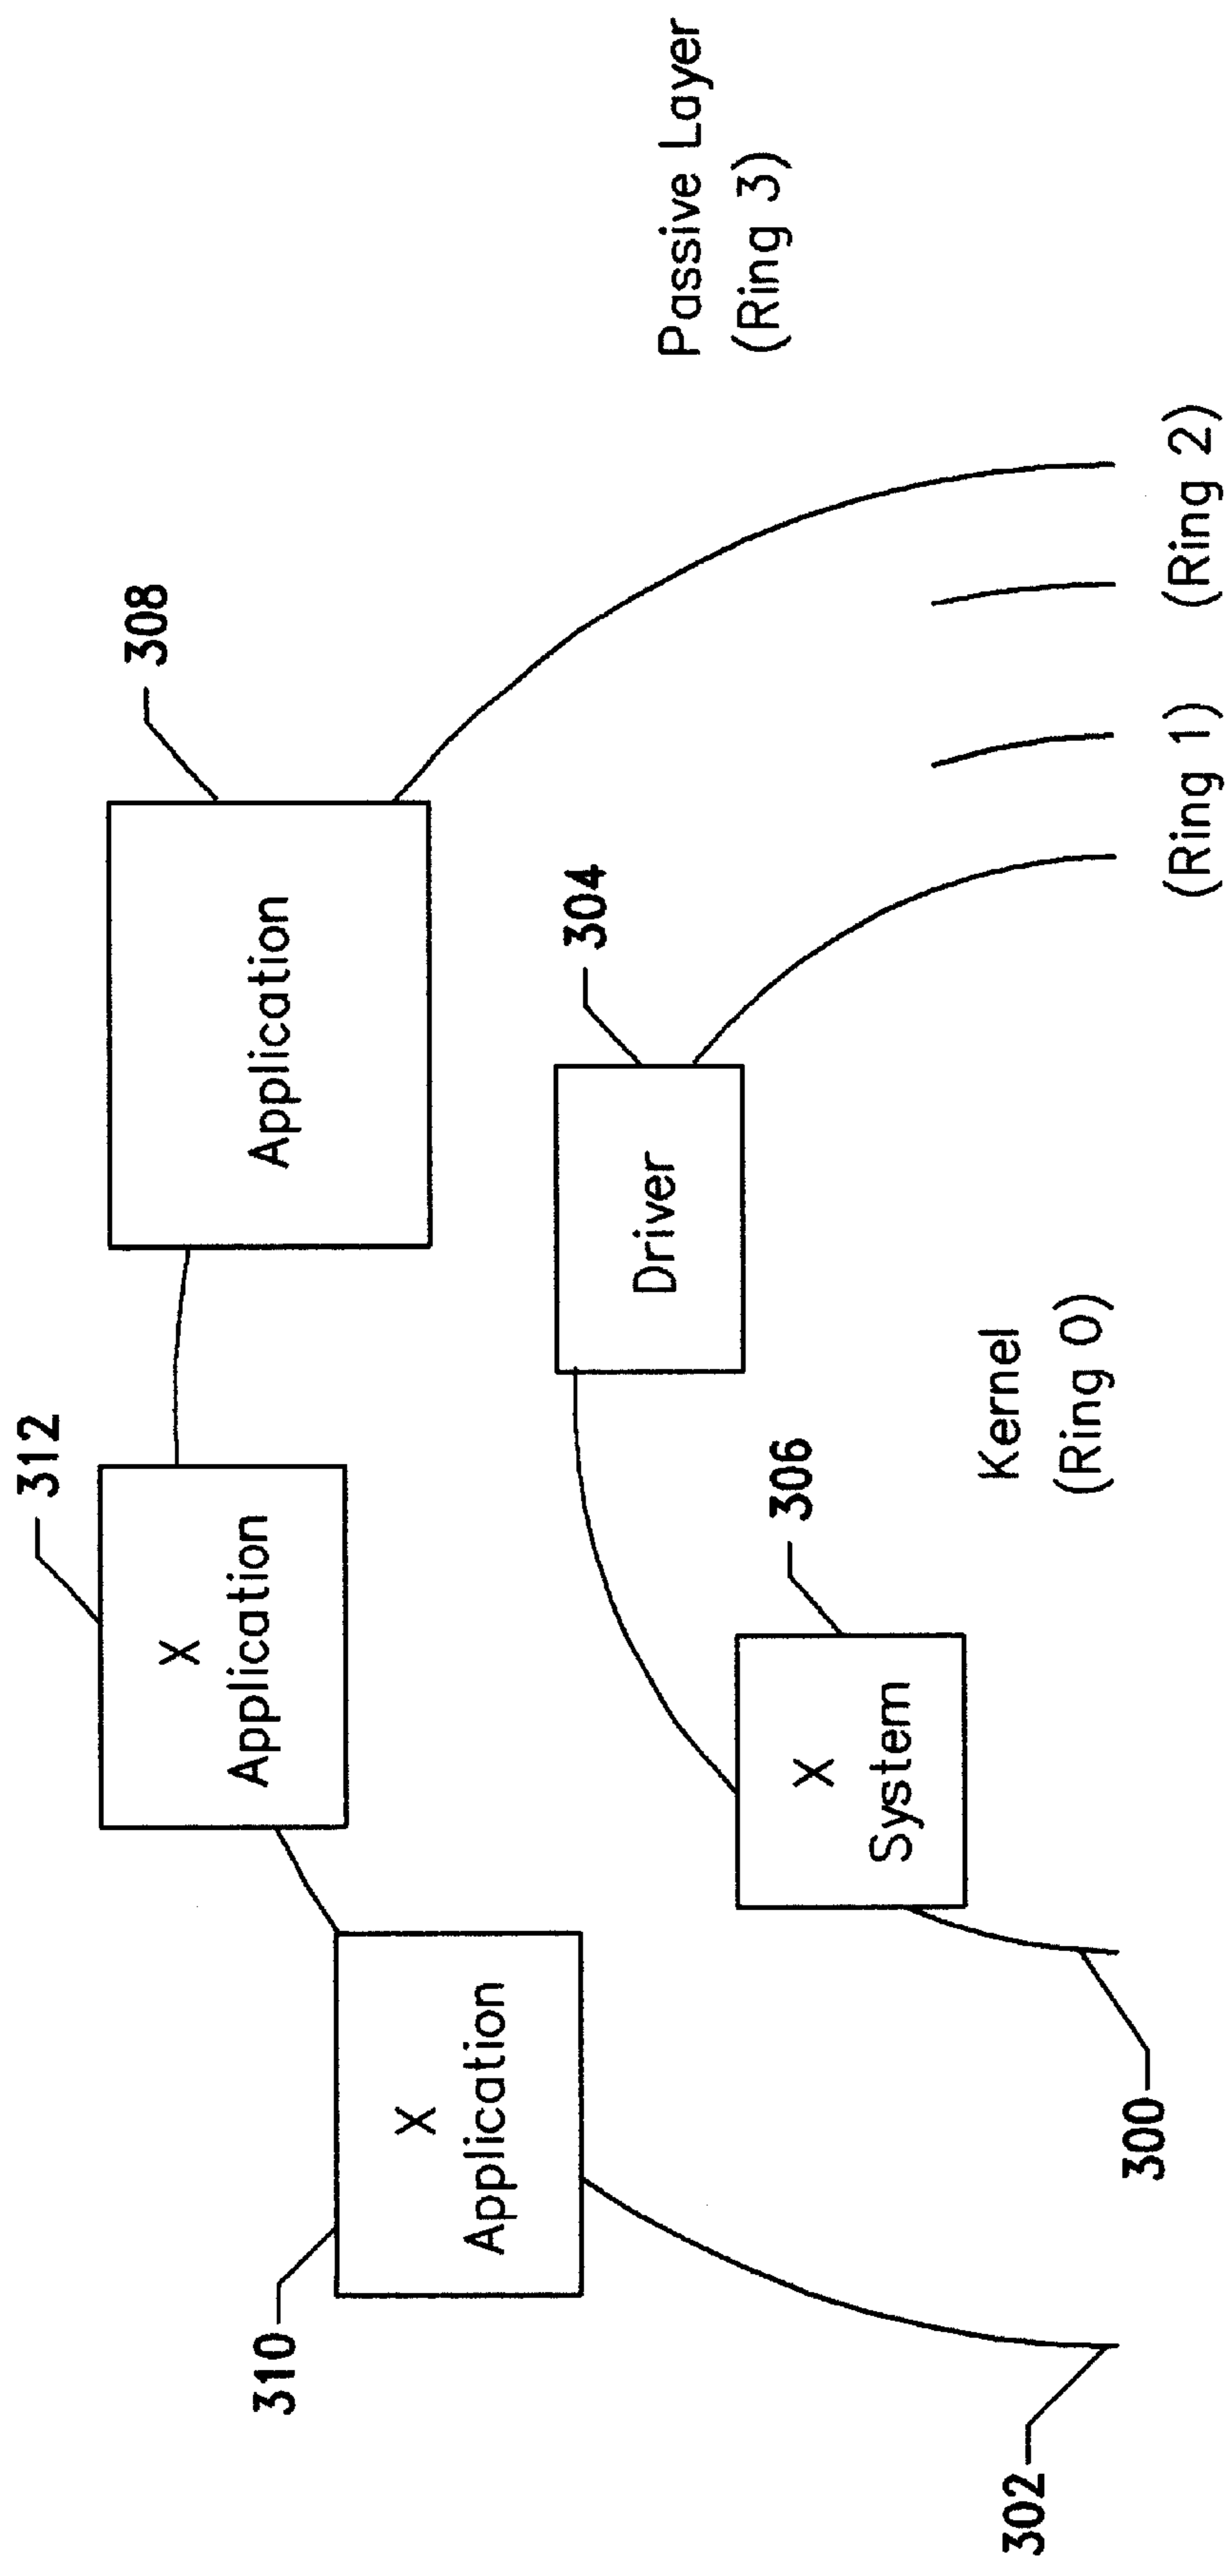 312
308
X
Application
Application
310
X
Application
304
Driver
306
X
System
Passive Layer
(Ring 3)
Kernel
(Ring 0)
302
300
(Ring 1)
(Ring 2)